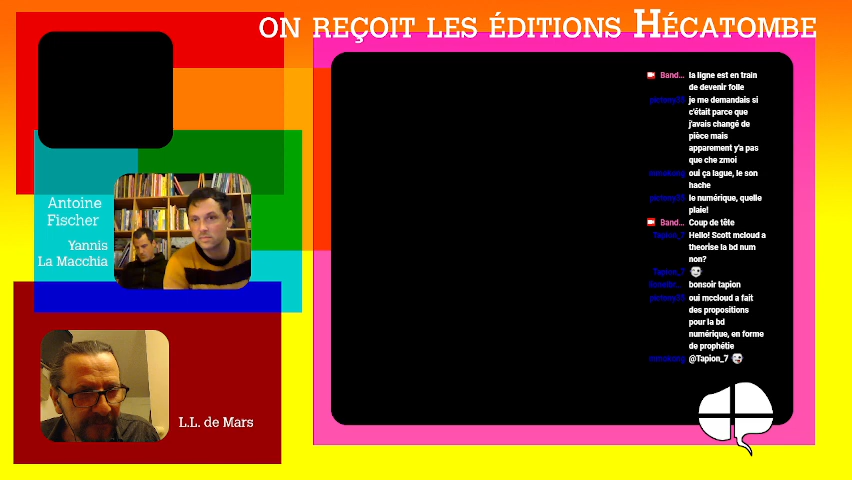 ON REÇOIT LES ÉDITIONS HÉCATOMBE
Antoine
Fischer
Yannis
La Macchia
L.L. de Mars
Band... la ligne est en train
de devenir folle
je me demandais si
c'était parce que
j'avais changé de
pièce mais
apparement y'a pas
que che zmoi
oui ça lague, le son
hache
le numérique, quelle
plaie!
Band... Coup de tête
Tapion_7 Hello! Scott mcloud a
theorise la bd num
non?
Tapion_7
bonsoir tapion
oui mccloud a fait
des propositions
pour la bd
numérique, en forme
de prophétie
@Tapion_7